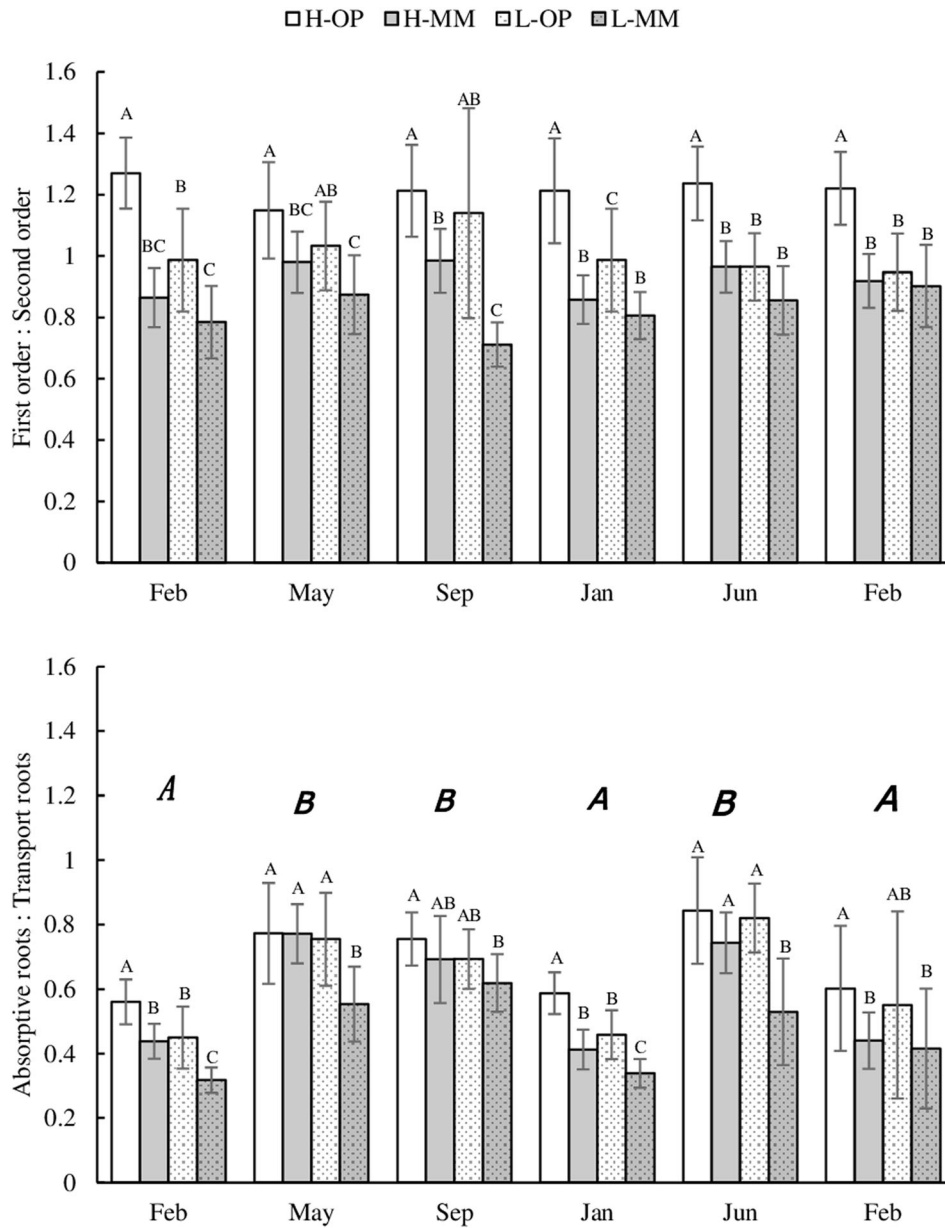 H-OP H-MM L-OP L-MM
First order : Second order
1.6
1.4
1.2
1
0.8
0.6
0.4
0.2
0
A BC B C
A BC AB C
A B AB C
A B C B
A B B B
A B B B
Feb May Sep Jan Jun Feb
Absorptive roots : Transport roots
1.6
1.4
1.2
1
0.8
0.6
0.4
0.2
0
A B B A B A
A B B C
A A A B
A AB AB B
A B B C
A A A B
A B AB B
Feb May Sep Jan Jun Feb